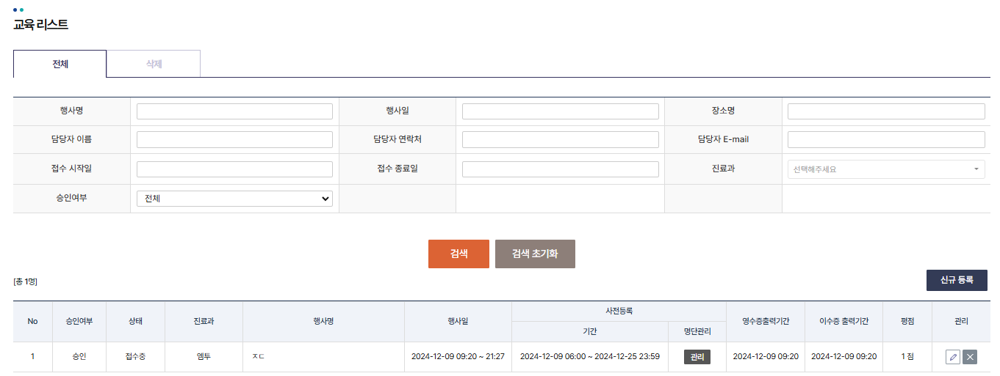 교육 리스트
전체 삭제
행사명 행사일 장소명
담당자 이름 담당자 연락처 담당자 E-mail
접수 시작일 접수 종료일 진료과 선택해주세요
승인여부 전체
검색 검색 초기화
[총 1명] 신규 등록
No 승인여부 상태 진료과 행사명 행사일 사전등록 영수증출력기간 이수증 출력기간 평점 관리
기간 명단관리
1 승인 접수중 엠투 ㅈㄷ 2024-12-09 09:20 ~ 21:27 2024-12-09 06:00 ~ 2024-12-25 23:59 관리 2024-12-09 09:20 2024-12-09 09:20 1 점